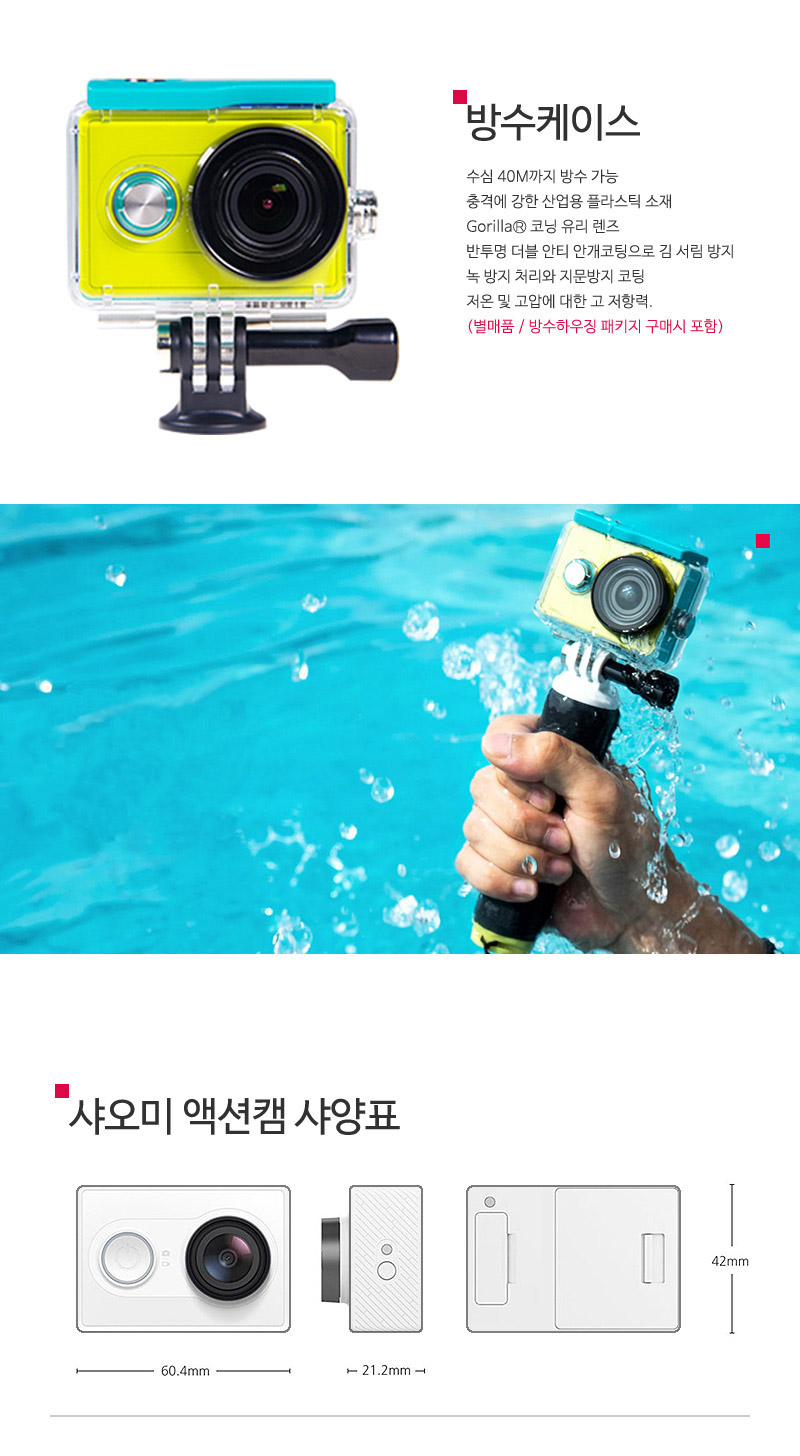 방수케이스
수심 40M까지 방수 가능
충격에 강한 산업용 플라스틱 소재
Gorilla® 코닝 유리 렌즈
반투명 더블 안티 안개코팅으로 김 서림 방지
녹 방지 처리와 지문방지 코팅
저온 및 고압에 대한 고 저항력.
(별매품 / 방수하우징 패키지 구매시 포함)
샤오미 액션캠 샤양표
42mm
60.4mm
21.2mm